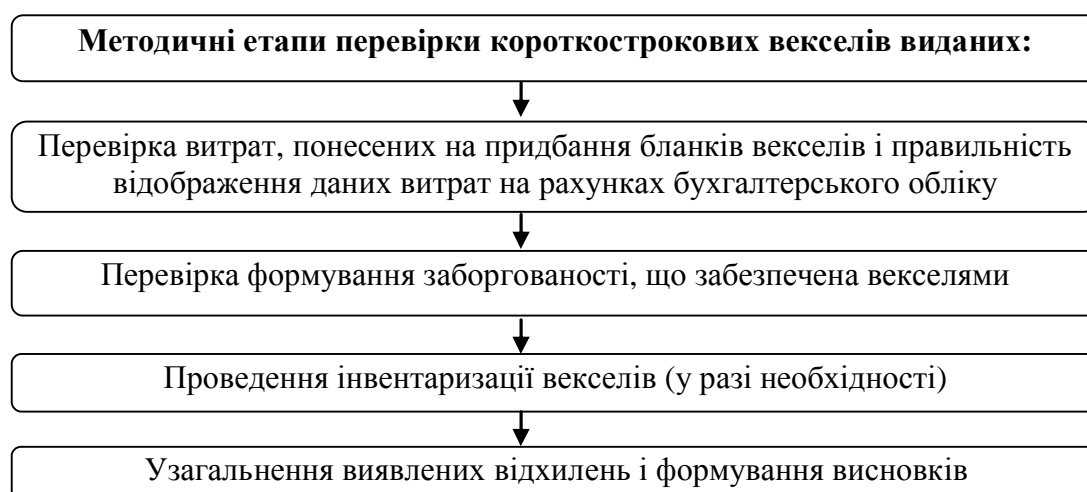 Методичні етапи перевірки короткострокових векселів виданих:
Перевірка витрат, понесених на придбання бланків векселів і правильність
відображення даних витрат на рахунках бухгалтерського обліку
Перевірка формування заборгованості, що забезпечена векселями
Проведення інвентаризації векселів (у разі необхідності)
Узагальнення виявлених відхилень і формування висновків